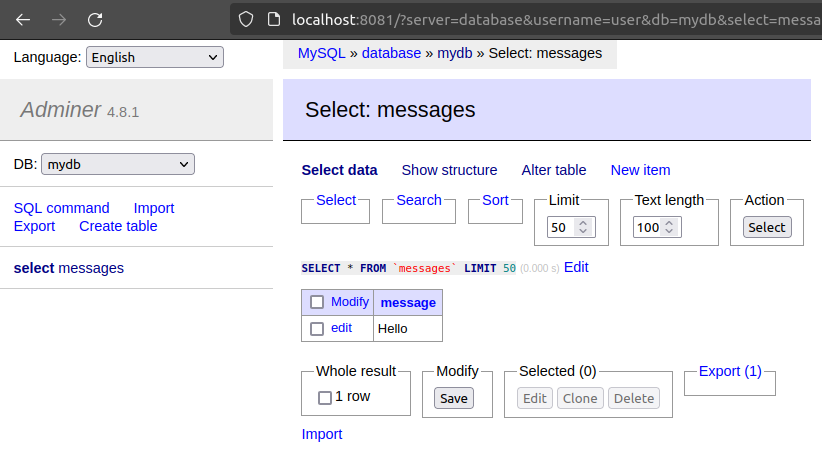 localhost:8081/?server=database&username=user&db=mydb&select=messa
Language: English
MySQL » database » mydb » Select: messages
Adminer 4.8.1
Select: messages
DB: mydb
Select data Show structure Alter table New item
SQL command Import
Export Create table
Select Search Sort Limit Text length Action
50 100 Select
select messages
SELECT * FROM `messages` LIMIT 50 (0.000 s) Edit
Modify message
edit Hello
Whole result Modify Selected (0) Export (1)
1 row Save Edit Clone Delete
Import